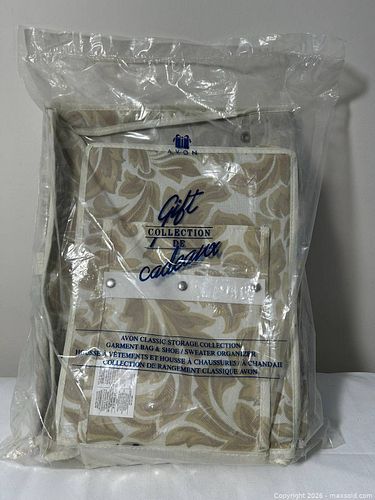 AVON
Gift
COLLECTION
DE
cadeaux
AVON CLASSIC STORAGE COLLECTION
GARMENT BAG & SHOE / SWEATER ORGANIZER
HOUSSE À VÊTEMENTS ET HOUSSE À CHAUSSURES / À CHANDAIL
COLLECTION DE RANGEMENT CLASSIQUE AVON
Copyright 2026 - maxsold.com